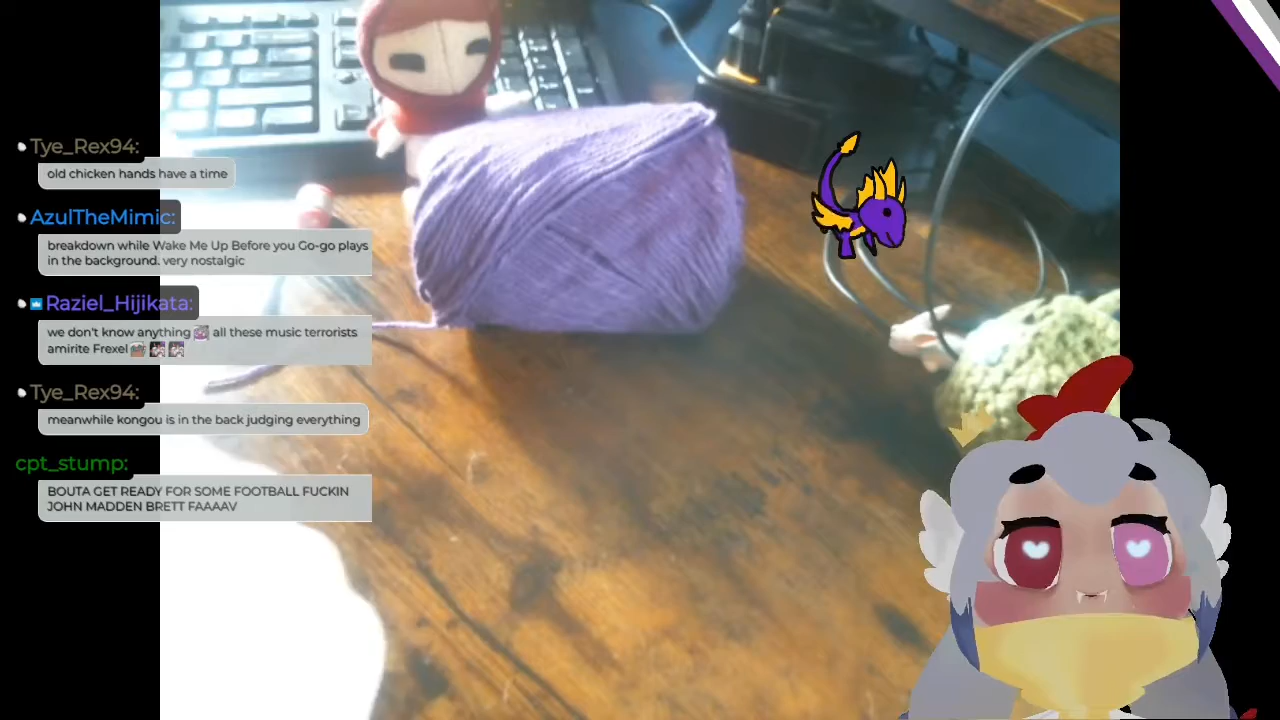 Tye_Rex94:
old chicken hands have a time
AzulTheMimic:
breakdown while Wake Me Up Before you Go-go plays
in the background. very nostalgic
Raziel_Hijikata:
we don't know anything all these music terrorists
amirite Frexel
Tye_Rex94:
meanwhile kongou is in the back judging everything
cpt_stump:
BOUTA GET READY FOR SOME FOOTBALL FUCKIN
JOHN MADDEN BRETT FAAAAV